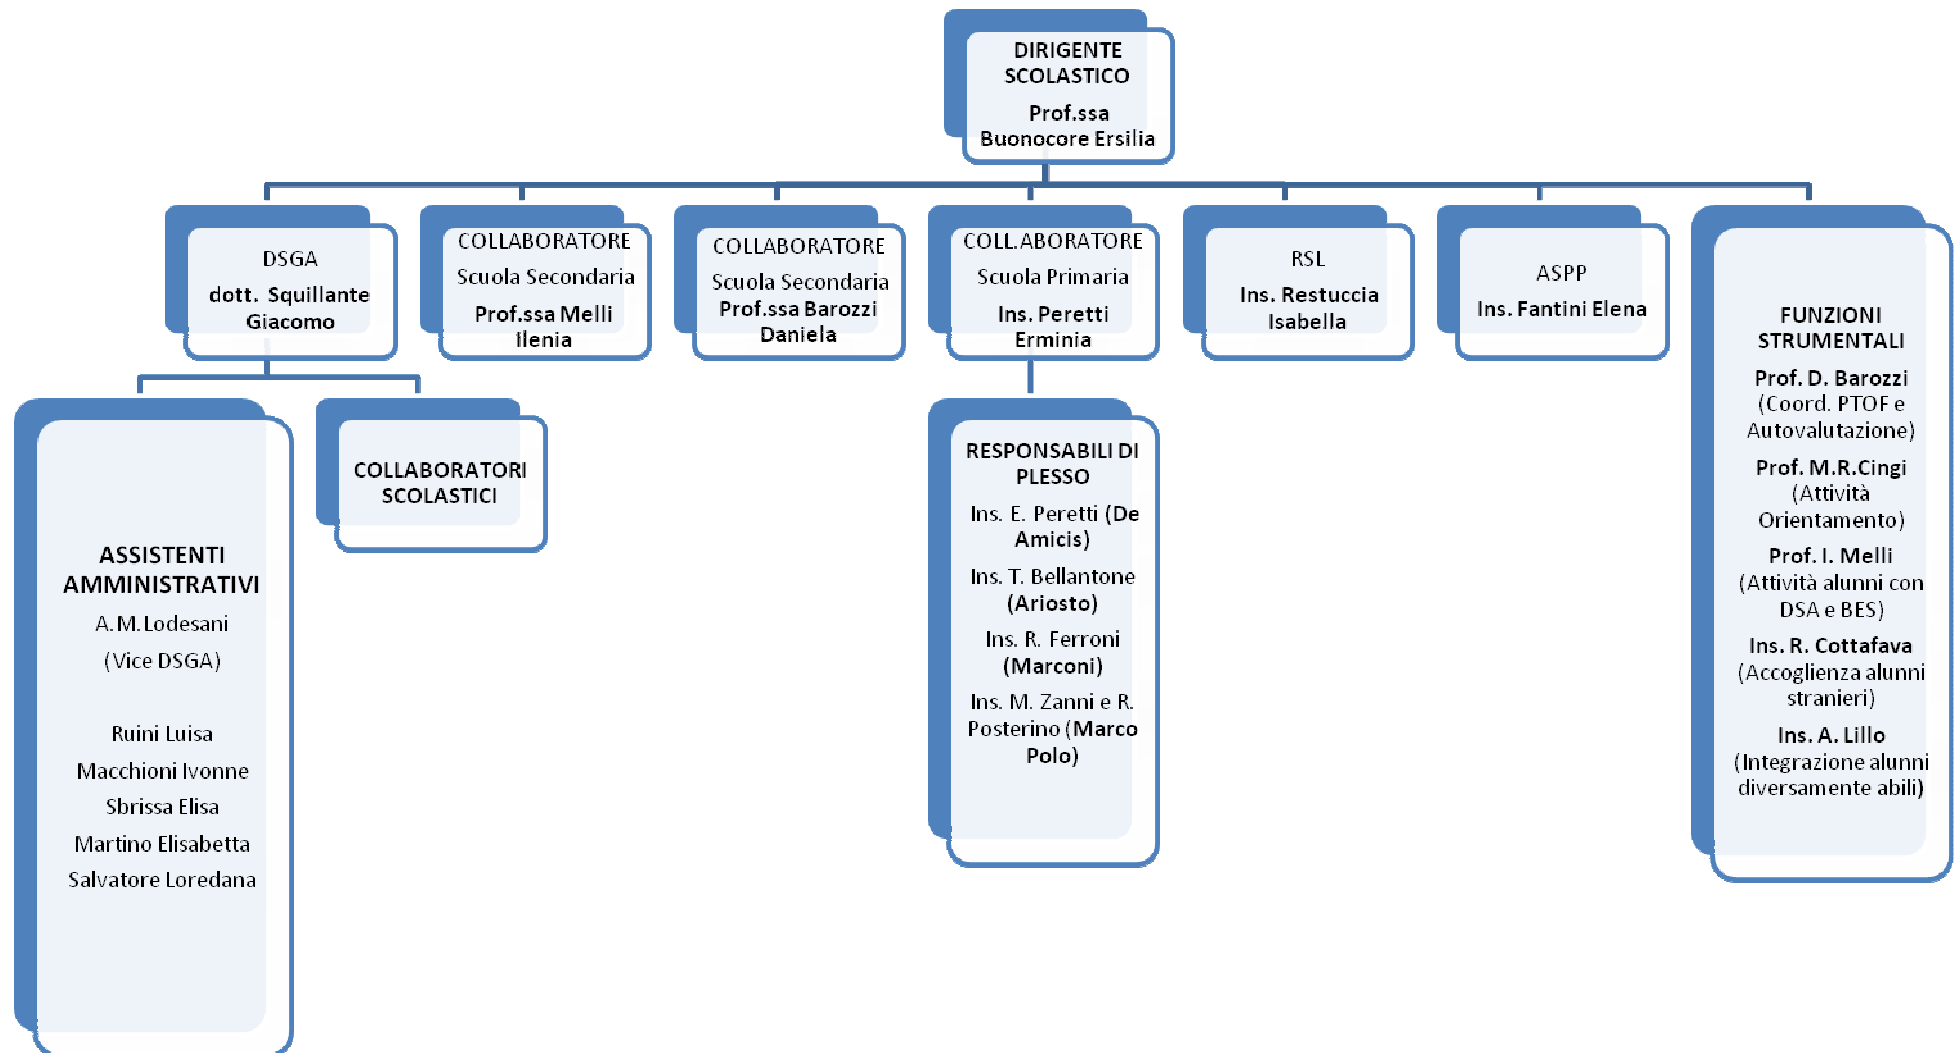 DIRIGENTE
SCOLASTICO
Prof.ssa
Buonocore Ersilia
DSGA
dott. Squillante
Giacomo
COLLABORATORE
Scuola Secondaria
Prof.ssa Melli
Ilenia
COLLABORATORE
Scuola Secondaria
Prof.ssa Barozzi
Daniela
COLL.ABORATORE
Scuola Primaria
Ins. Peretti
Erminia
RSL
Ins. Restuccia
Isabella
ASPP
Ins. Fantini Elena
FUNZIONI
STRUMENTALI
Prof. D. Barozzi
(Coord. PTOF e
Autovalutazione)
Prof. M.R.Cingi
(Attività
Orientamento)
Prof. I. Melli
(Attività alunni con
DSA e BES)
Ins. R. Cottafava
(Accoglienza alunni
stranieri)
Ins. A. Lillo
(Integrazione alunni
diversamente abili)
ASSISTENTI
AMMINISTRATIVI
A.M.Lodesani
(Vice DSGA)
Ruini Luisa
Macchioni Ivonne
Sbrissa Elisa
Martino Elisabetta
Salvatore Loredana
COLLABORATORI
SCOLASTICI
RESPONSABILI DI
PLESSO
Ins. E. Peretti (De
Amicis)
Ins. T. Bellantone
(Ariosto)
Ins. R. Ferroni
(Marconi)
Ins. M. Zanni e R.
Posterino (Marco
Polo)